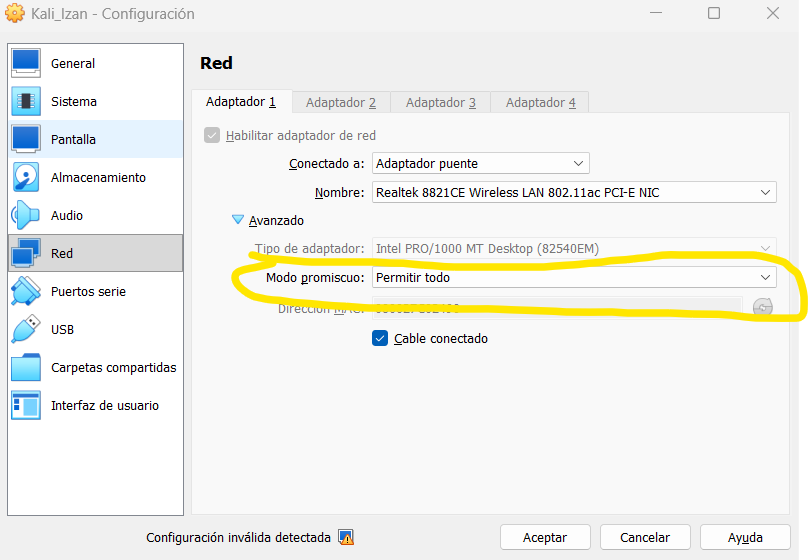 Kali_Izan - Configuración
General
Sistema
Pantalla
Almacenamiento
Audio
Red
Puertos serie
USB
Carpetas compartidas
Interfaz de usuario
Red
Adaptador 1 Adaptador 2 Adaptador 3 Adaptador 4
Habilitar adaptador de red
Conectado a: Adaptador puente
Nombre: Realtek 8821CE Wireless LAN 802.11ac PCI-E NIC
Avanzado
Tipo de adaptador: Intel PRO/1000 MT Desktop (82540EM)
Modo promiscuo: Permitir todo
Dirección MAC:
Cable conectado
Configuración inválida detectada
Aceptar Cancelar Ayuda